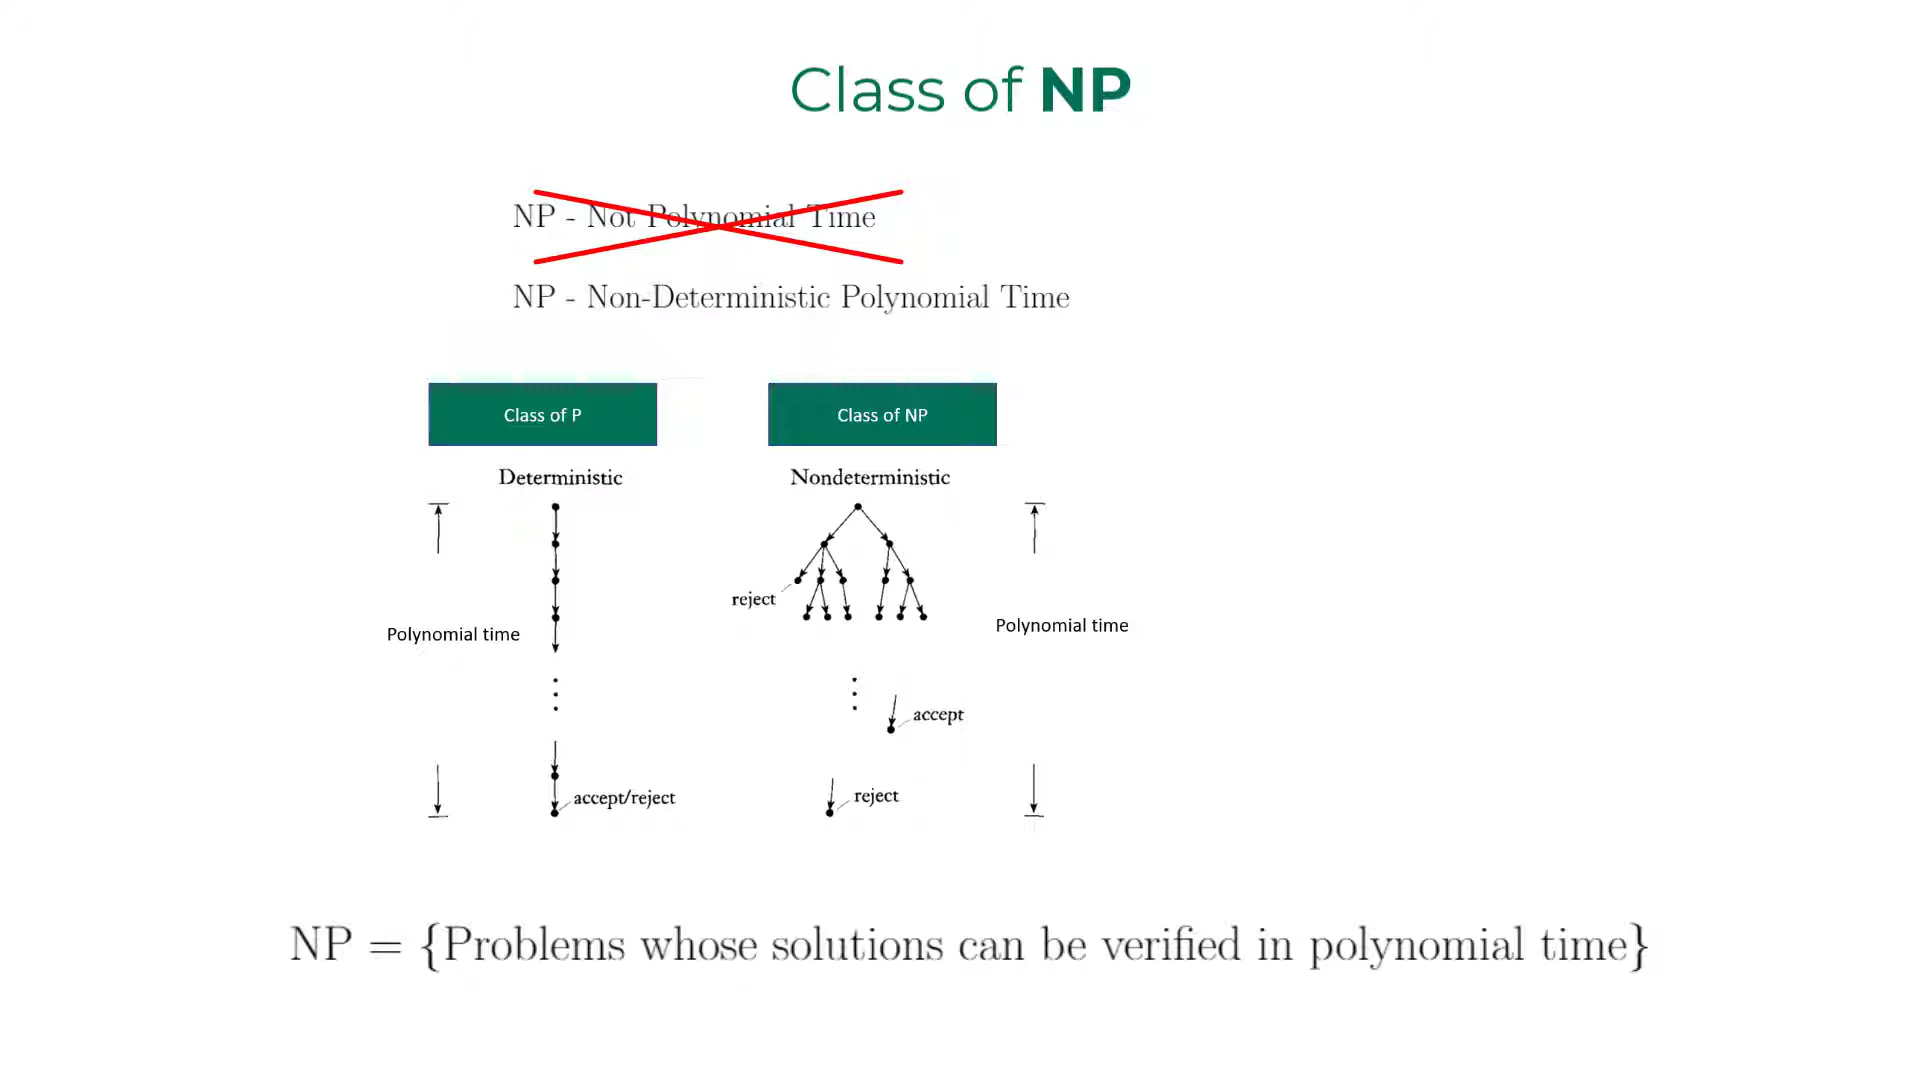 Class of NP
NP - Not Polynomial Time
NP - Non-Deterministic Polynomial Time
Class of P
Class of NP
Deterministic
Nondeterministic
reject
Polynomial time
Polynomial time
accept
accept/reject
reject
NP = {Problems whose solutions can be verified in polynomial time}